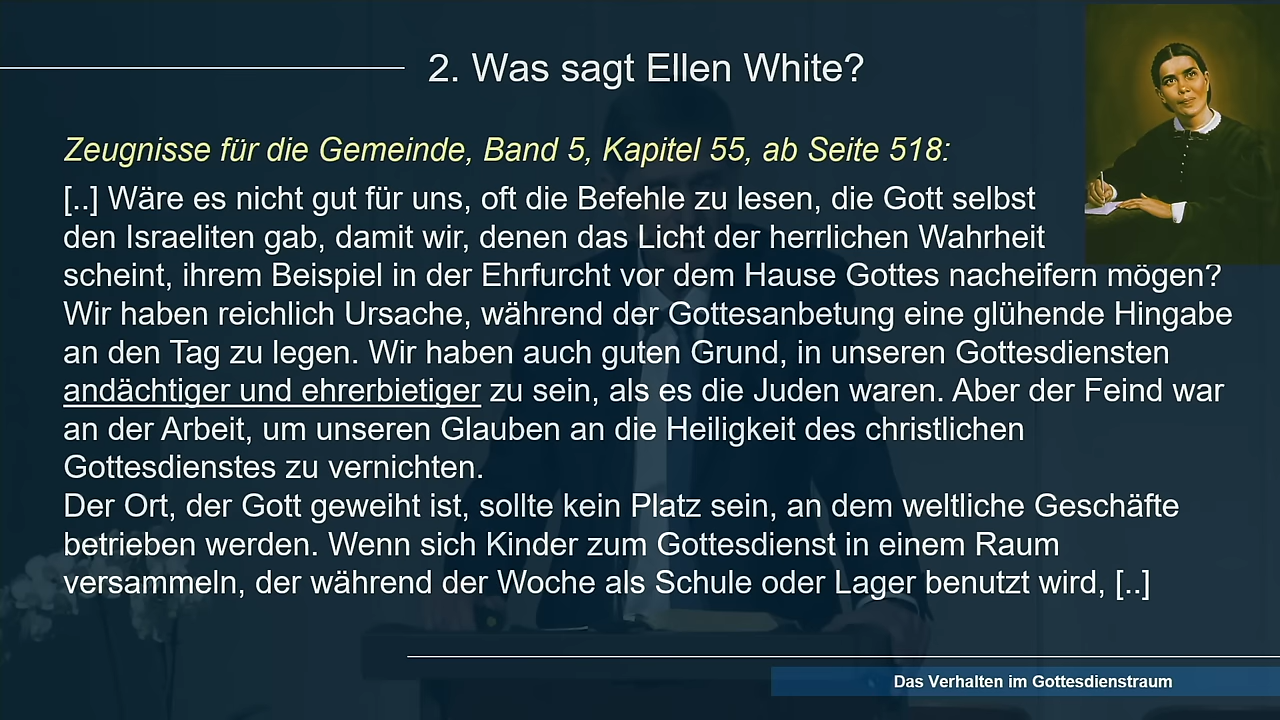 2. Was sagt Ellen White?
Zeugnisse für die Gemeinde, Band 5, Kapitel 55, ab Seite 518:
[..] Wäre es nicht gut für uns, oft die Befehle zu lesen, die Gott selbst
den Israeliten gab, damit wir, denen das Licht der herrlichen Wahrheit
scheint, ihrem Beispiel in der Ehrfurcht vor dem Hause Gottes nacheifern mögen?
Wir haben reichlich Ursache, während der Gottesanbetung eine glühende Hingabe
an den Tag zu legen. Wir haben auch guten Grund, in unseren Gottesdiensten
andächtiger und ehrerbietiger zu sein, als es die Juden waren. Aber der Feind war
an der Arbeit, um unseren Glauben an die Heiligkeit des christlichen
Gottesdienstes zu vernichten.
Der Ort, der Gott geweiht ist, sollte kein Platz sein, an dem weltliche Geschäfte
betrieben werden. Wenn sich Kinder zum Gottesdienst in einem Raum
versammeln, der während der Woche als Schule oder Lager benutzt wird, [..]
Das Verhalten im Gottesdienstraum